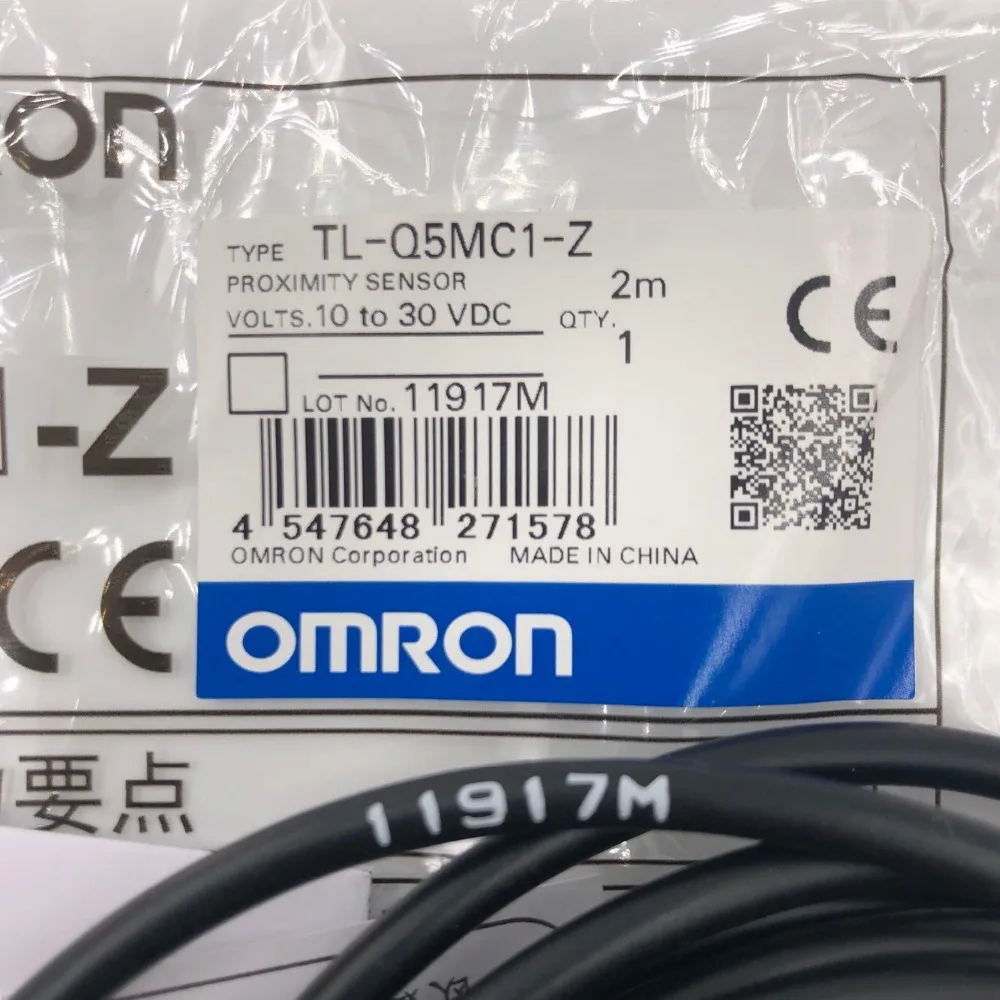 ron
TYPE TL-Q5MC1-Z
PROXIMITY SENSOR 2m
VOLTS. 10 to 30 VDC QTY. 1
CE
LOT No. 11917M
4 547648 271578
OMRON Corporation MADE IN CHINA
OMRON
-Z
CE
要点
11917M